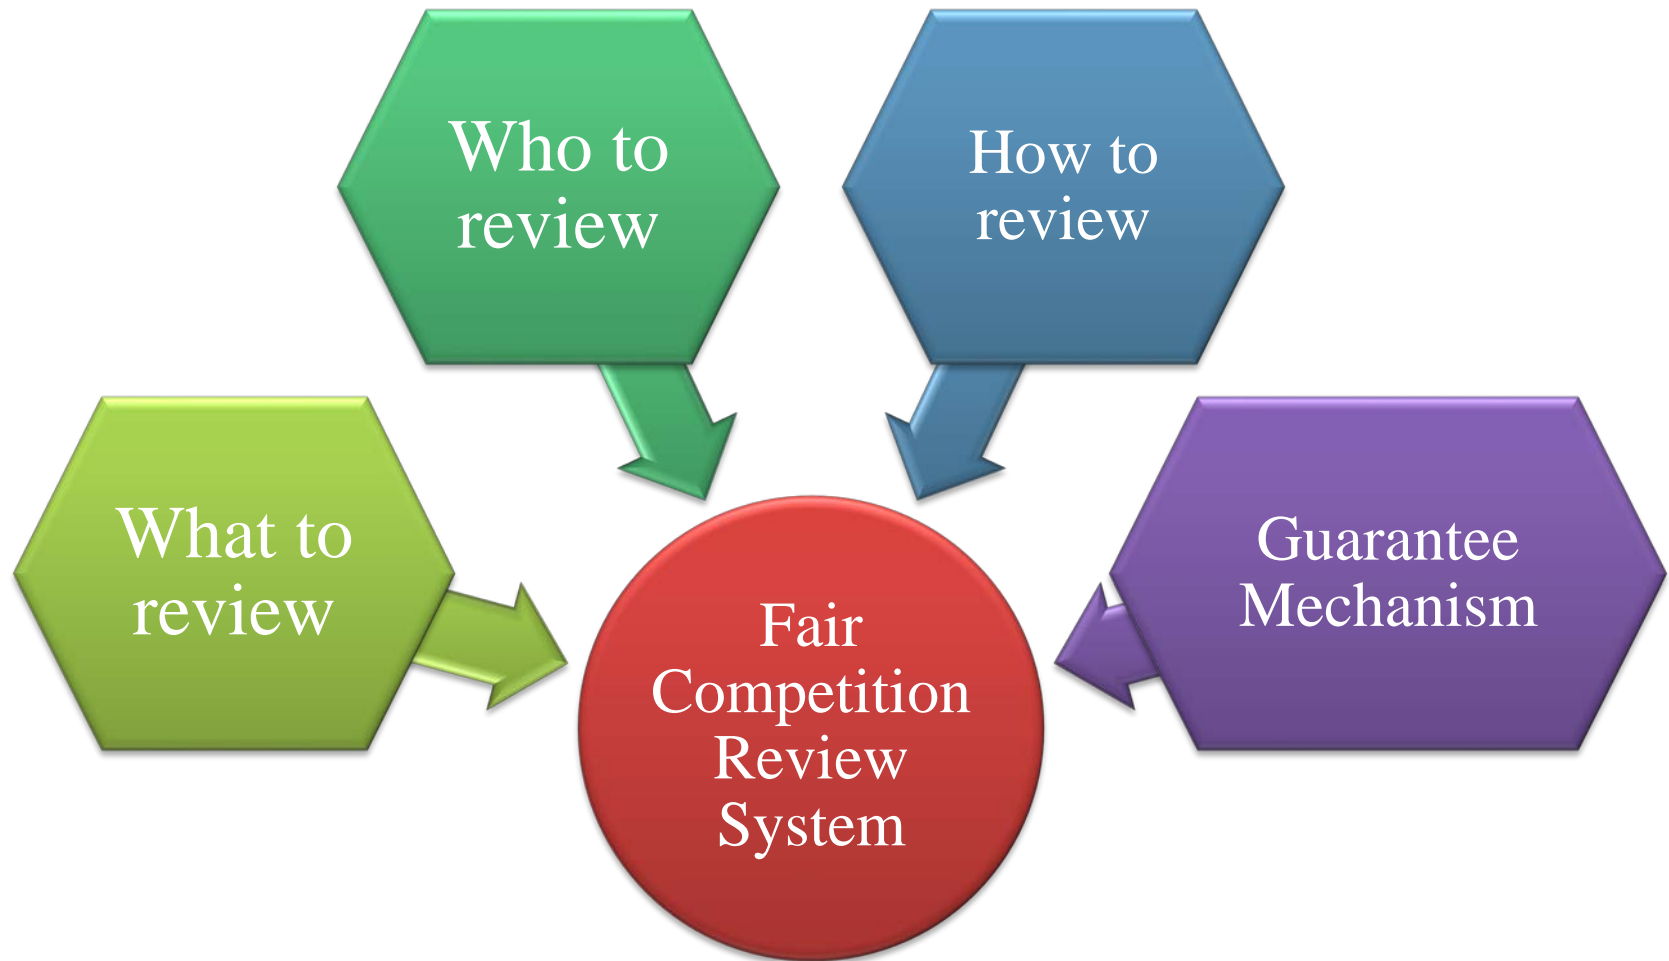 What to
review
Who to
review
How to
review
Guarantee
Mechanism
Fair
Competition
Review
System